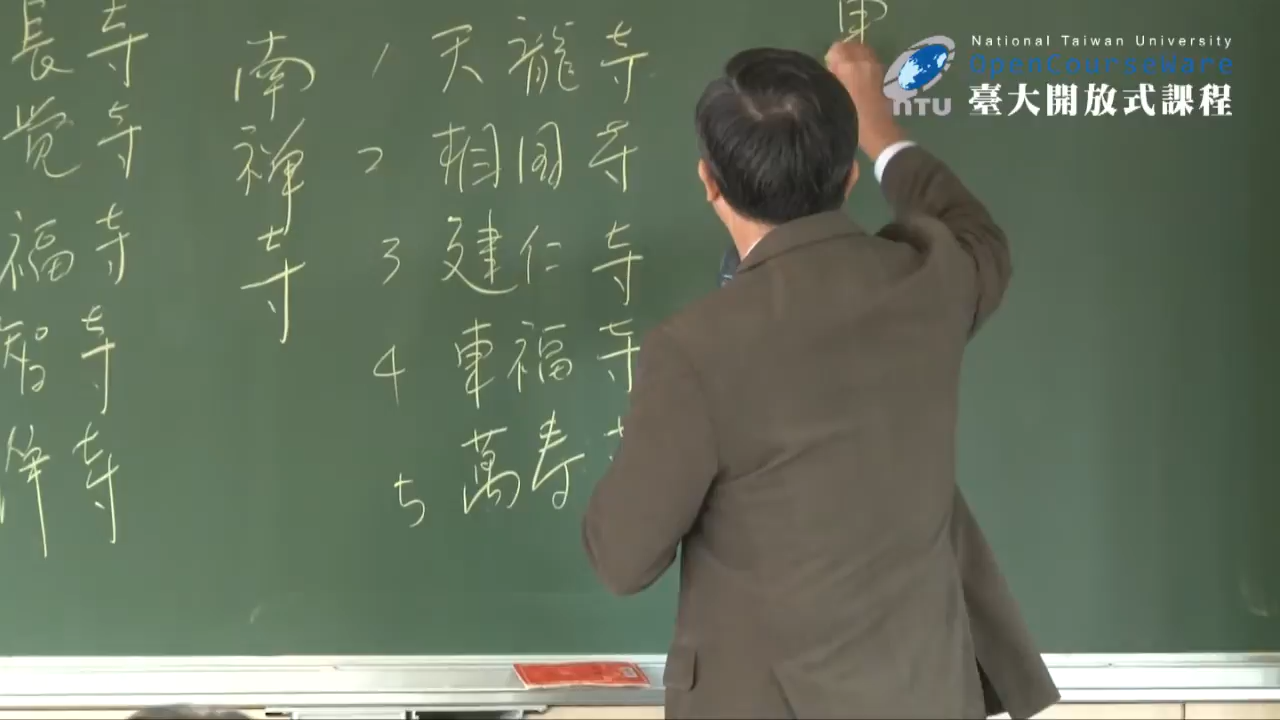 National Taiwan University
OpenCourseWare
臺大開放式課程
NTU
長寺
覚寺
福寺
智寺
寺
南禅寺
1 天龍寺
2 相国寺
3 建仁寺
4 東福寺
5 萬寿